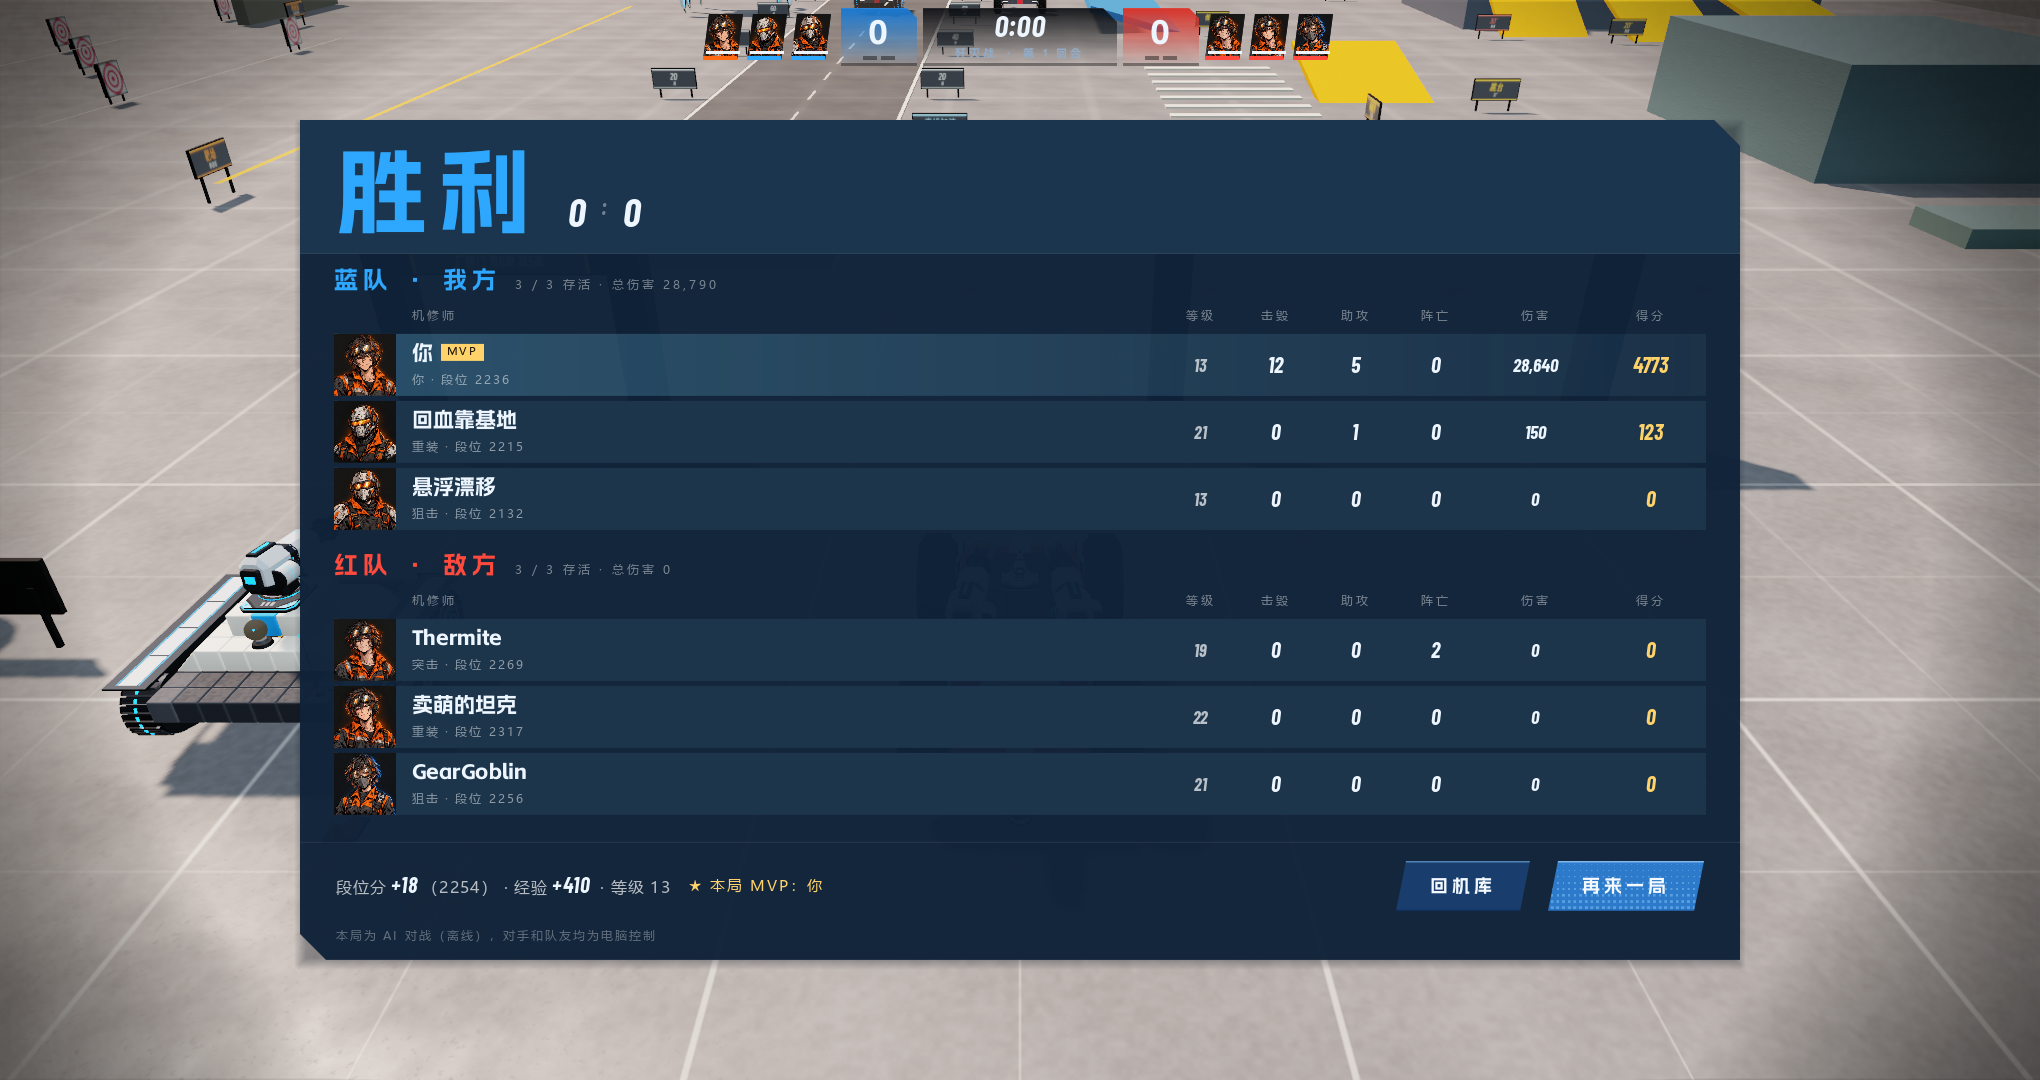 0 0:00 0
20
20
胜利 0 : 0
蓝队 · 我方 3 / 3 存活 · 总伤害 28,790
机修师 等级 击毁 助攻 阵亡 伤害 得分
你 MVP
你 · 段位 2236
13 12 5 0 28,640 4773
回血靠基地
重装 · 段位 2215
21 0 1 0 150 123
悬浮漂移
狙击 · 段位 2132
13 0 0 0 0 0
红队 · 敌方 3 / 3 存活 · 总伤害 0
机修师 等级 击毁 助攻 阵亡 伤害 得分
Thermite
突击 · 段位 2269
19 0 0 2 0 0
卖萌的坦克
重装 · 段位 2317
22 0 0 0 0 0
GearGoblin
狙击 · 段位 2256
21 0 0 0 0 0
段位分 +18 (2254) · 经验 +410 · 等级 13 ★ 本局 MVP: 你
回机库 再来一局
本局为 AI 对战 (离线), 对手和队友均为电脑控制